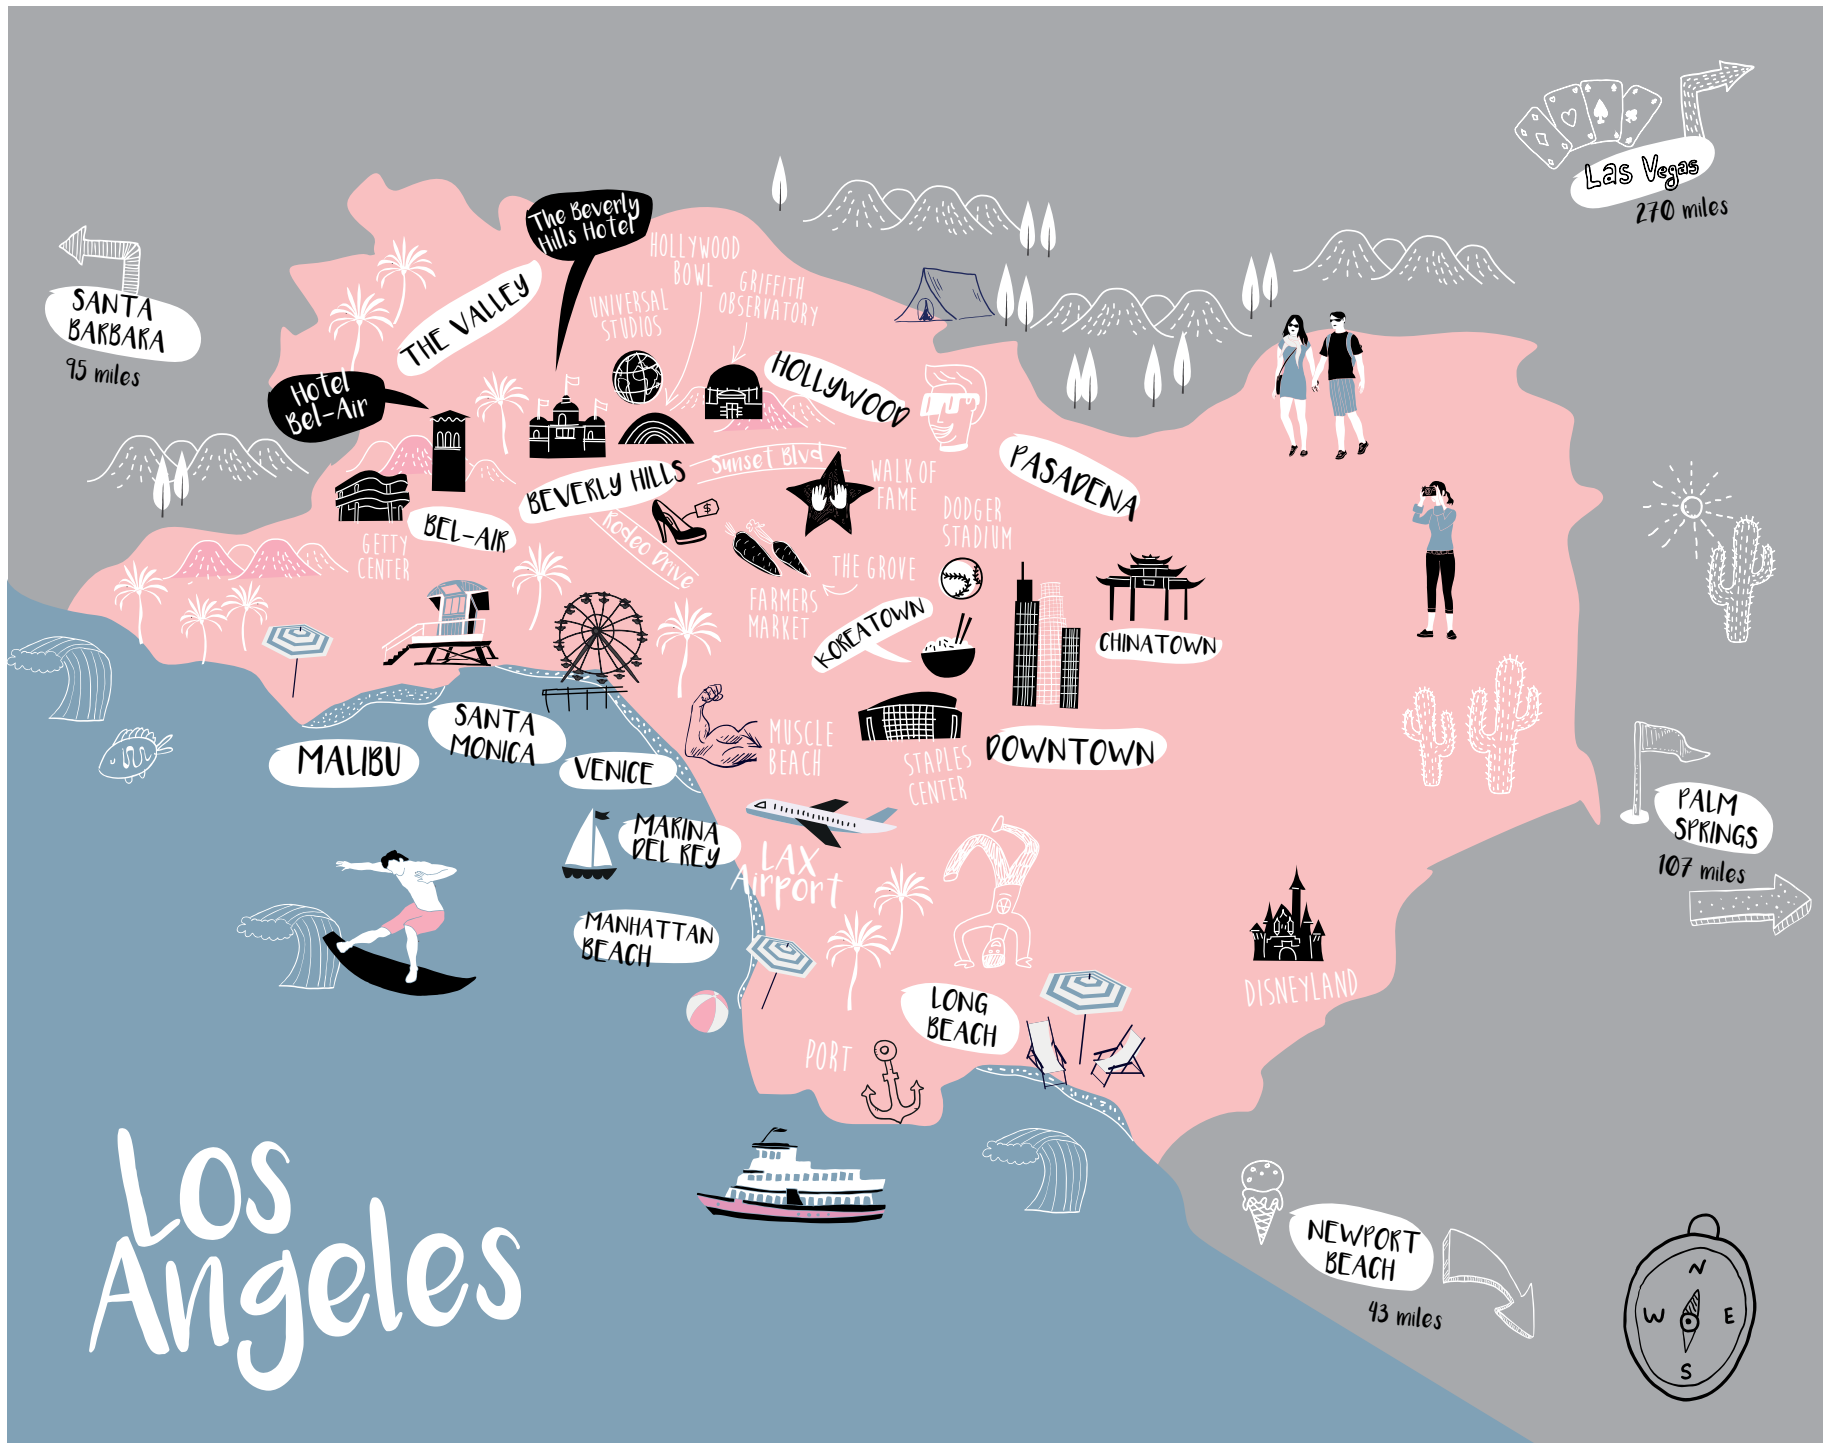 Las Vegas
270 miles
The Beverly
Hills Hotel
HOLLYWOOD
BOWL
GRIFFITH
OBSERVATORY
UNIVERSAL
STUDIOS
SANTA
BARBARA
95 miles
THE VALLEY
Hotel
Bel-Air
HOLLYWOOD
PASADENA
Sunset Blvd
WALK OF
FAME
BEVERLY HILLS
$
BEL-AIR
GETTY
CENTER
Rodeo Drive
DODGER
STADIUM
THE GROVE
FARMERS
MARKET
KOREATOWN
CHINATOWN
SANTA
MONICA
MALIBU
VENICE
MUSCLE
BEACH
STAPLES
CENTER
DOWNTOWN
PALM
SPRINGS
107 miles
MARINA
DEL REY
LAX
Airport
MANHATTAN
BEACH
LONG
BEACH
DISNEYLAND
PORT
Los
Angeles
NEWPORT
BEACH
43 miles
N
W E
S